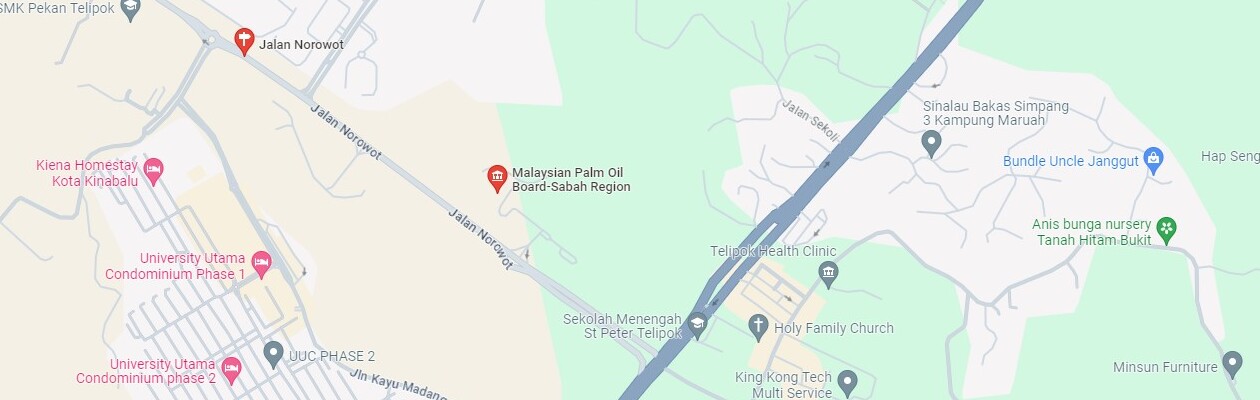 SMK Pekan Telipok
Jalan Norowot
Jalan Norowot
Kiena Homestay
Kota Kinabalu
Malaysian Palm Oil
Board-Sabah Region
Jalan Norowot
University Utama
Condominium Phase 1
University Utama
Condominium phase 2
UUC PHASE 2
Jln Kayu Madang
Jalan Sekoli
Sinalau Bakas Simpang
3 Kampung Maruah
Bundle Uncle Janggut
Hap Seng
Anis bunga nursery
Tanah Hitam Bukit
Telipok Health Clinic
Sekolah Menengah
St Peter Telipok
Holy Family Church
King Kong Tech
Multi Service
Minsun Furniture